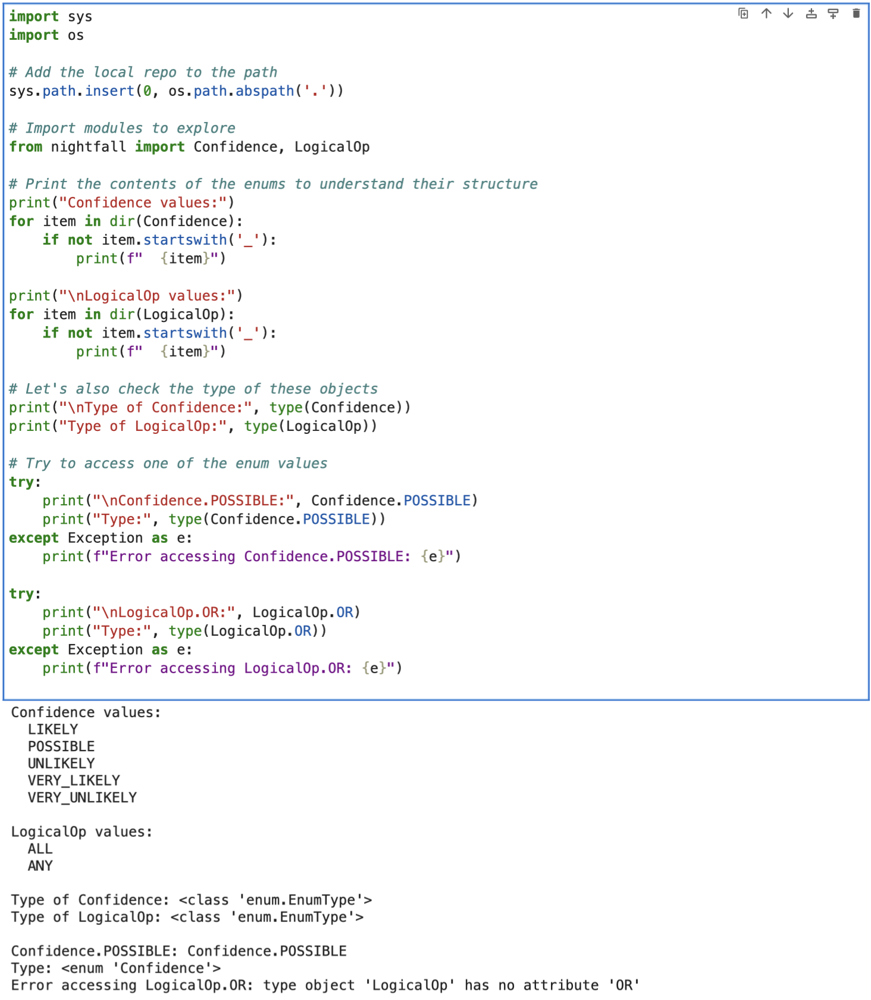 import sys
import os

# Add the local repo to the path
sys.path.insert(0, os.path.abspath('.'))

# Import modules to explore
from nightfall import Confidence, LogicalOp

# Print the contents of the enums to understand their structure
print("Confidence values:")
for item in dir(Confidence):
    if not item.startswith('_'):
        print(f"  {item}")

print("\nLogicalOp values:")
for item in dir(LogicalOp):
    if not item.startswith('_'):
        print(f"  {item}")

# Let's also check the type of these objects
print("\nType of Confidence:", type(Confidence))
print("Type of LogicalOp:", type(LogicalOp))

# Try to access one of the enum values
try:
    print("\nConfidence.POSSIBLE:", Confidence.POSSIBLE)
    print("Type:", type(Confidence.POSSIBLE))
except Exception as e:
    print(f"Error accessing Confidence.POSSIBLE: {e}")

try:
    print("\nLogicalOp.OR:", LogicalOp.OR)
    print("Type:", type(LogicalOp.OR))
except Exception as e:
    print(f"Error accessing LogicalOp.OR: {e}")

Confidence values:
  LIKELY
  POSSIBLE
  UNLIKELY
  VERY_LIKELY
  VERY_UNLIKELY

LogicalOp values:
  ALL
  ANY

Type of Confidence: <class 'enum.EnumType'>
Type of LogicalOp: <class 'enum.EnumType'>

Confidence.POSSIBLE: Confidence.POSSIBLE
Type: <enum 'Confidence'>
Error accessing LogicalOp.OR: type object 'LogicalOp' has no attribute 'OR'